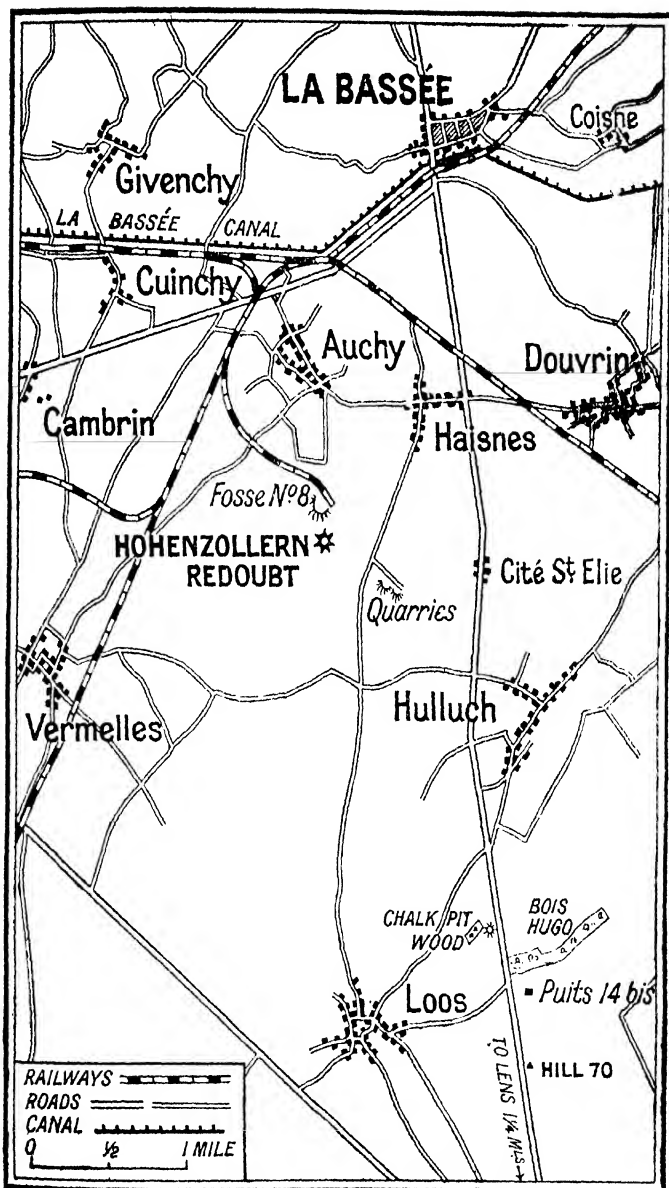 LA BASSÉE
Coishe
Givenchy
LA BASSÉE CANAL
Cuinchy
Auchy
Douvrin
Cambrin
Haisnes
Fosse Nº8
HOHENZOLLERN
REDOUBT
Cité St Elie
Quarries
Hulluch
Vermelles
CHALK PIT
WOOD
BOIS
HUGO
Loos
Puits 14 bis
HILL 70
TO LENS 1¼ MLS
RAILWAYS
ROADS
CANAL
0 ½ 1 MILE